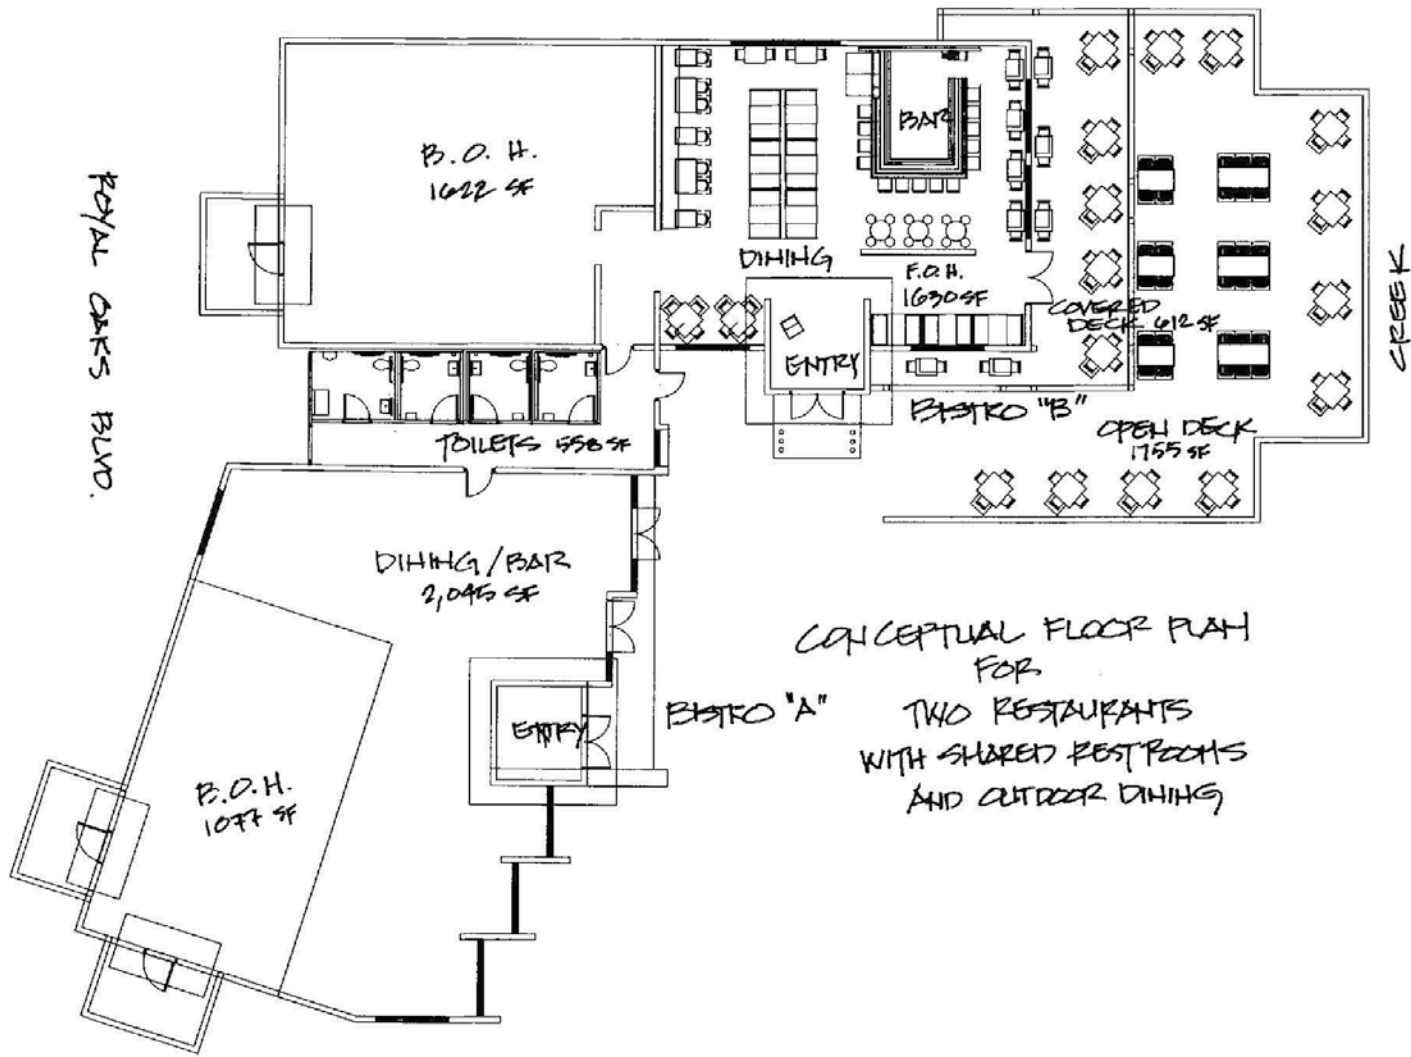 B.O.H.
1622 SF
BAR
DINING
F.O.H.
1630 SF
COVERED
DECK 612 SF
ENTRY
BISTRO "B"
OPEN DECK
1755 SF
CREEK
ROYAL OAKS BLVD.
TOILETS 558 SF
DINING/BAR
2,045 SF
ENTRY
BISTRO "A"
B.O.H.
1077 SF
CONCEPTUAL FLOOR PLAN
FOR
TWO RESTAURANTS
WITH SHARED RESTROOMS
AND OUTDOOR DINING